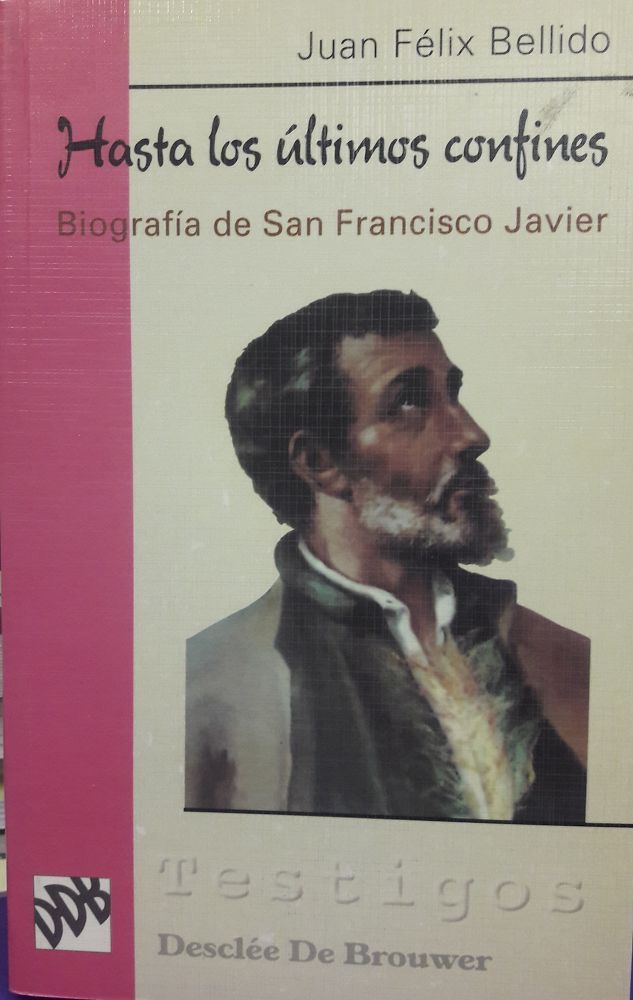 Juan Félix Bellido
Hasta los últimos confines
Biografía de San Francisco Javier
Testigos
DDB
Desclée De Brouwer